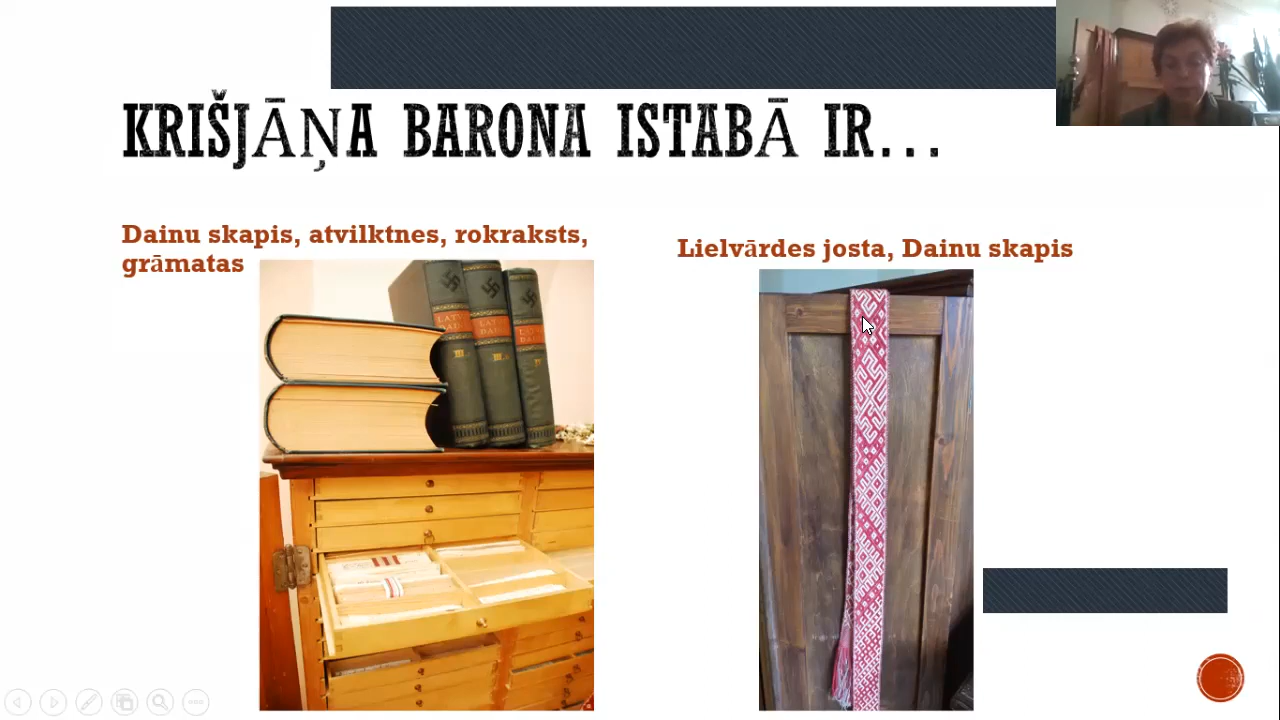 KRIŠJĀŅA BARONA ISTABĀ IR...
Dainu skapis, atvilktnes, rokraksts,
grāmatas
Lielvārdes josta, Dainu skapis